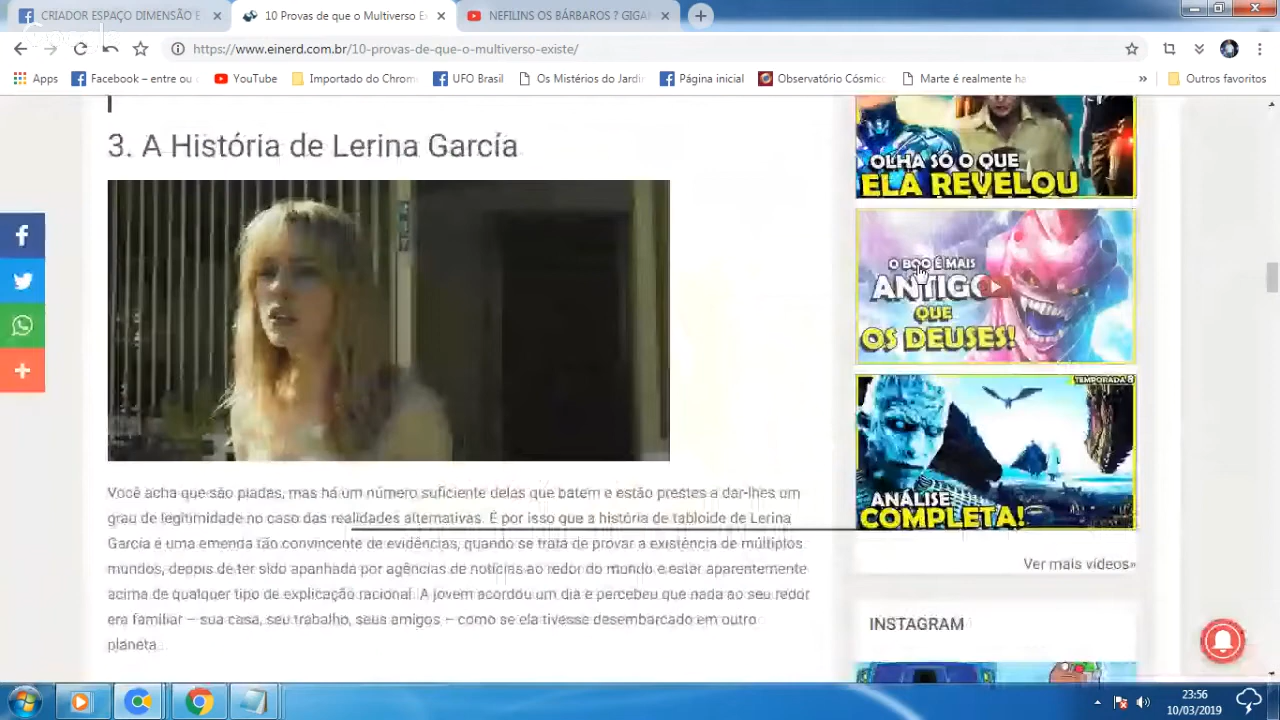 CRIADOR ESPAÇO DIMENSÃO E
10 Provas de que o Multiverso Ex
NEFILINS OS BÁRBAROS ? GIGAN
https://www.einerd.com.br/10-provas-de-que-o-multiverso-existe/
Apps
Facebook – entre ou c
YouTube
Importado do Chrom
UFO Brasil
Os Mistérios do Jardin
Página inicial
Observatório Cósmico
Marte é realmente ha
»
Outros favoritos
3. A História de Lerina García
OLHA SÓ O QUE
ELA REVELOU
O BOO É MAIS
ANTIGO
QUE
OS DEUSES!
TEMPORADA 8
ANÁLISE
COMPLETA!
Você acha que são piadas, mas há um número suficiente delas que batem e estão prestes a dar-lhes um
grau de legitimidade no caso das realidades alternativas. É por isso que a história de tabloide de Lerina
García é uma emenda tão convincente de evidências, quando se trata de provar a existência de múltiplos
mundos, depois de ter sido apanhada por agências de notícias ao redor do mundo e estar aparentemente
acima de qualquer tipo de explicação racional. A jovem acordou um dia e percebeu que nada ao seu redor
era familiar – sua casa, seu trabalho, seus amigos – como se ela tivesse desembarcado em outro
planeta.
Ver mais vídeos»
INSTAGRAM
23:56
10/03/2019